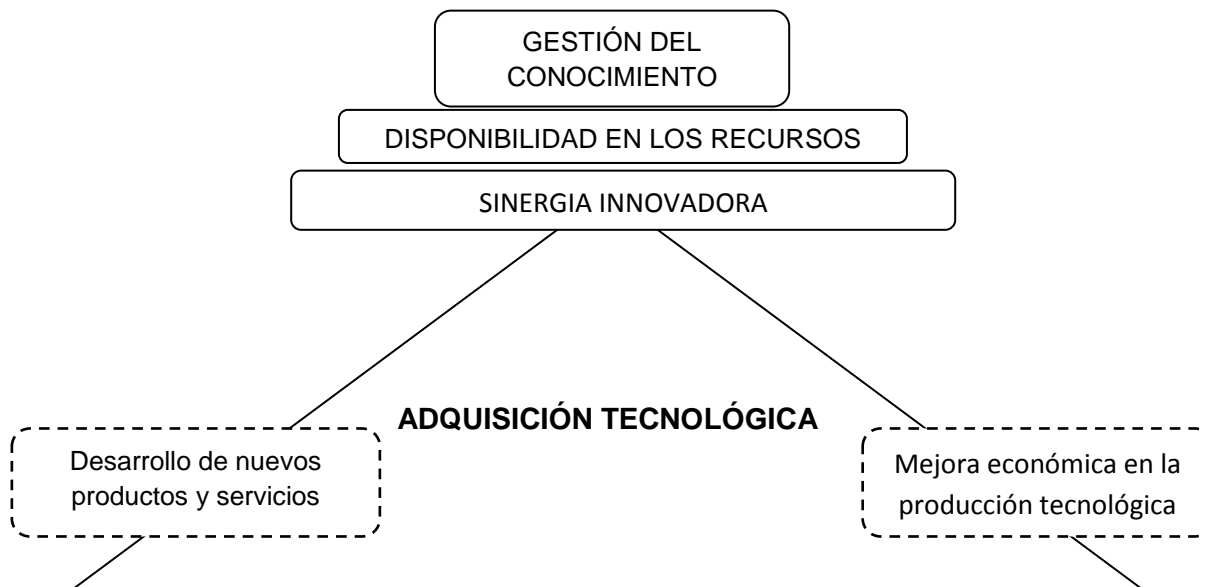 GESTIÓN DEL
CONOCIMIENTO
DISPONIBILIDAD EN LOS RECURSOS
SINERGIA INNOVADORA
ADQUISICIÓN TECNOLÓGICA
Desarrollo de nuevos
productos y servicios
Mejora económica en la
producción tecnológica